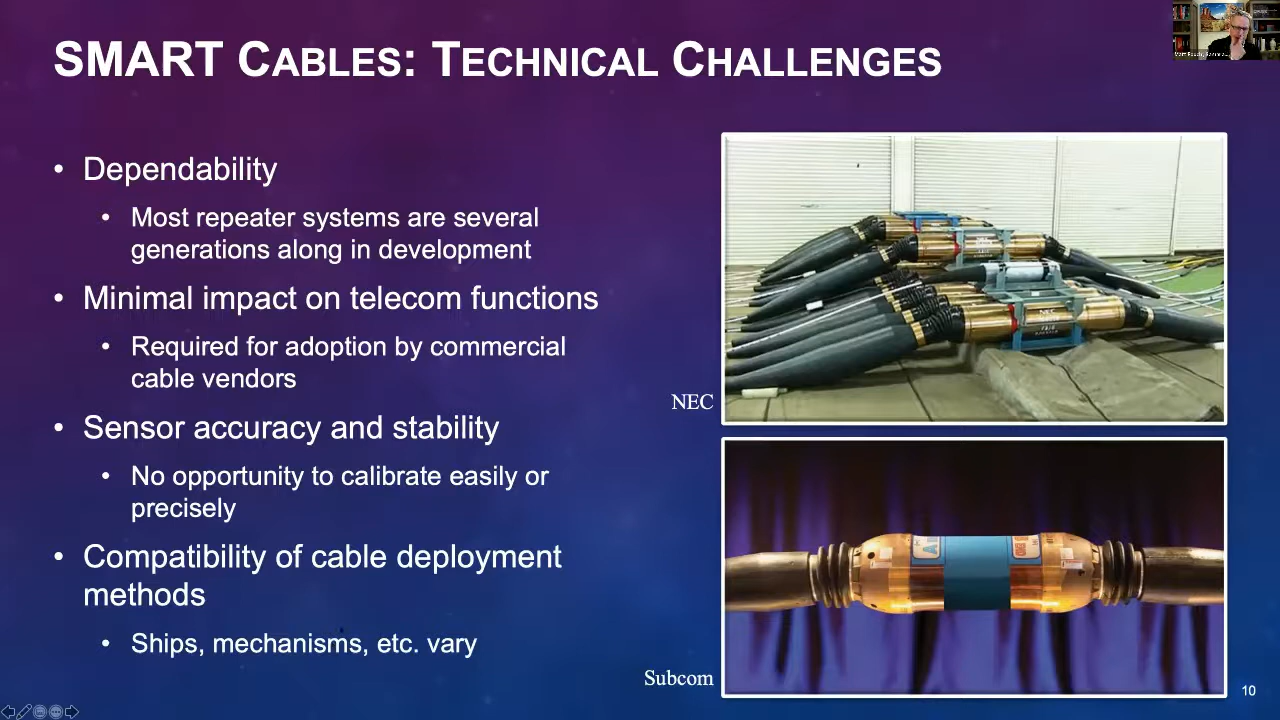 SMART CABLES: TECHNICAL CHALLENGES
• Dependability
• Most repeater systems are several
generations along in development
• Minimal impact on telecom functions
• Required for adoption by commercial
cable vendors
• Sensor accuracy and stability
• No opportunity to calibrate easily or
precisely
• Compatibility of cable deployment
methods
• Ships, mechanisms, etc. vary
NEC
NEC
Subcom
10